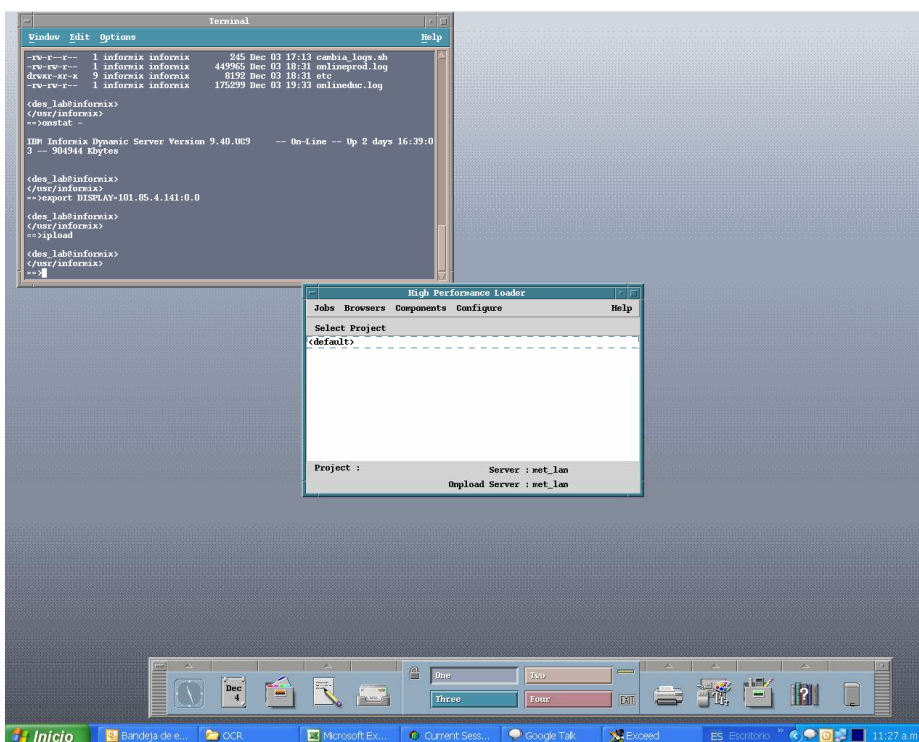 Terminal
Window Edit Options Help
-rw-r--r-- 1 informix informix 245 Dec 03 17:13 cambia_logs.sh
-rw-rw-r-- 1 informix informix 449965 Dec 03 18:31 onlineprod.log
drwxr-xr-x 9 informix informix 8192 Dec 03 18:31 etc
-rw-rw-r-- 1 informix informix 175299 Dec 03 19:33 onlineduc.log
<des_lab@informix>
</usr/informix>
==>onstat -
IBM Informix Dynamic Server Version 9.40.UC9 -- On-Line -- Up 2 days 16:39:0
3 -- 904944 Kbytes
<des_lab@informix>
</usr/informix>
==>export DISPLAY=101.85.4.141:0.0
<des_lab@informix>
</usr/informix>
==>ipload
<des_lab@informix>
</usr/informix>
==>
High Performance Loader
Jobs Browsers Components Configure Help
Select Project
<default>
Project : Server : met_lan
Onpload Server : met_lan
One Two
Dec
4
Three Four EXIT
Inicio Bandeja de e... OCR Microsoft Ex... Current Sess... Google Talk Exceed ES Escritorio » 11:27 a.m